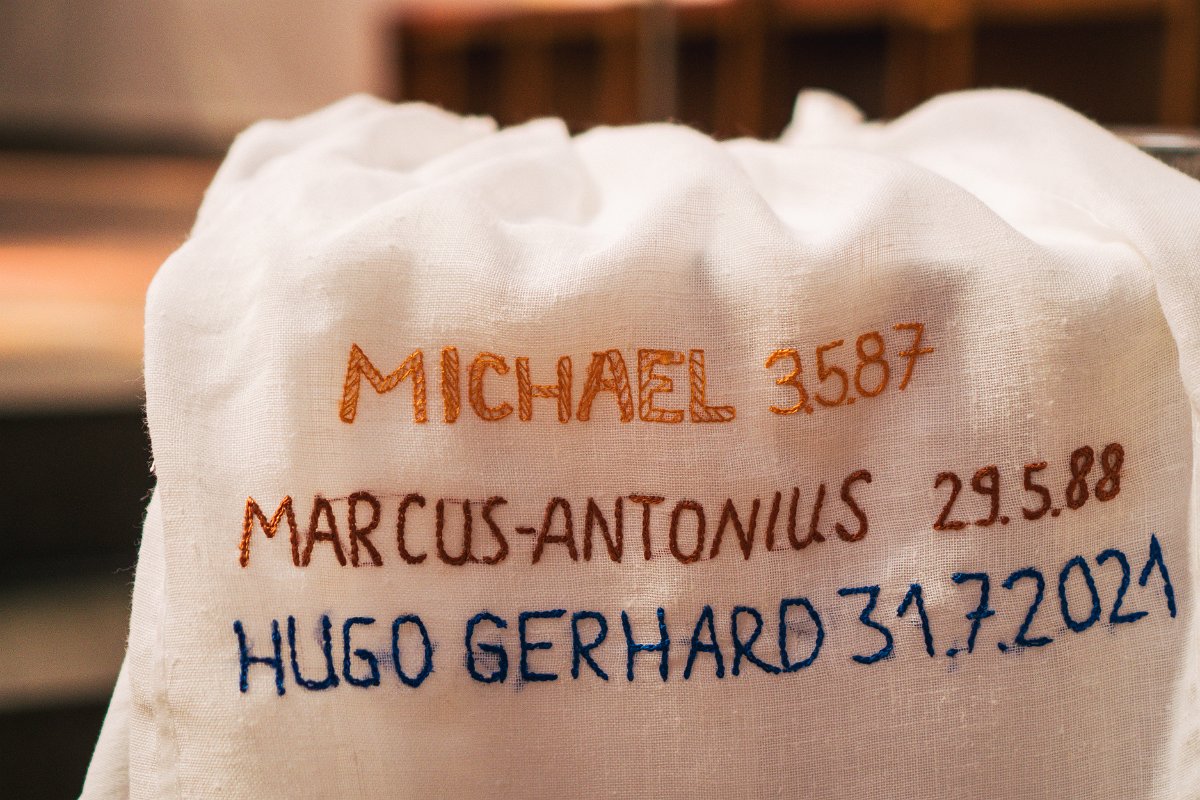 MICHAEL 3.5.87
MARCUS-ANTONIUS 29.5.88
HUGO GERHARD 31.7.2021